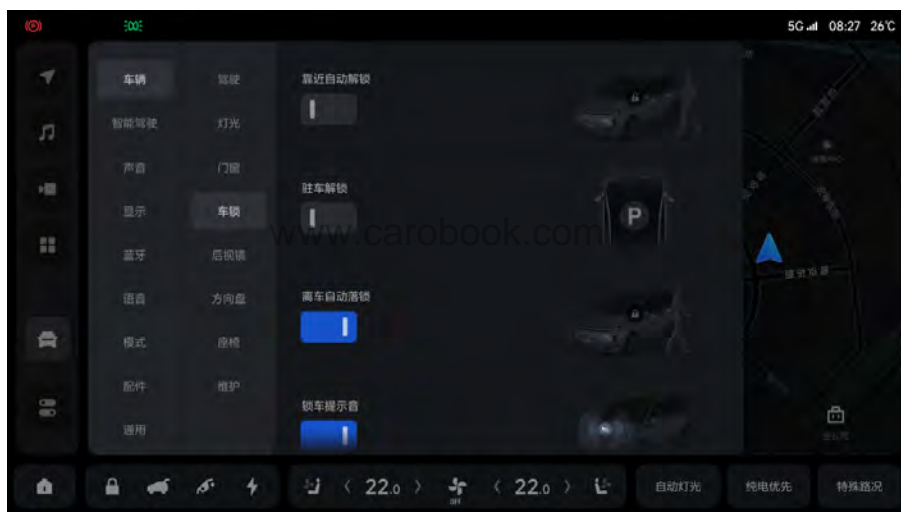 5G 08:27 26℃
车辆
驾驶
智能驾驶
灯光
声音
门窗
显示
车锁
蓝牙
后视镜
语音
方向盘
模式
座椅
配件
维护
通用
靠近自动解锁
驻车解锁
P
离车自动落锁
锁车提示音
www.carobook.com
22.0
OFF
22.0
自动灯光
纯电优先
特殊路况